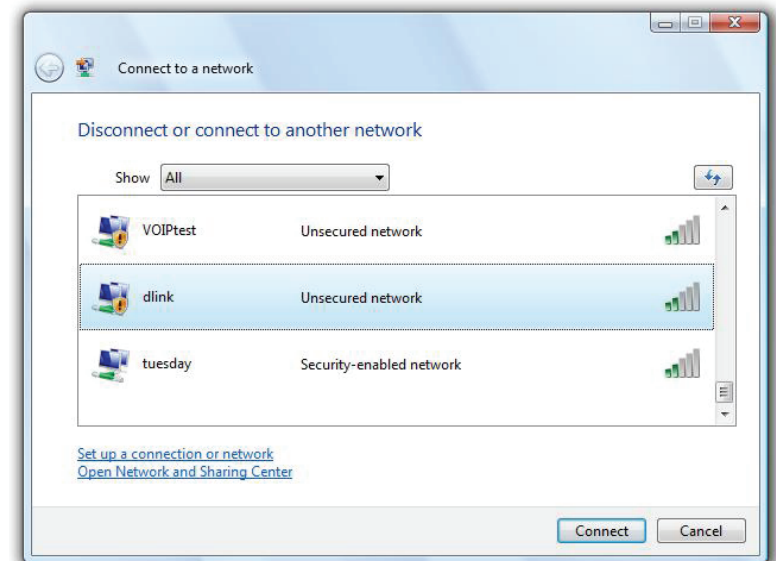 Connect to a network
Disconnect or connect to another network
Show All
VOIPtest Unsecured network
dlink Unsecured network
tuesday Security-enabled network
Set up a connection or network
Open Network and Sharing Center
Connect Cancel